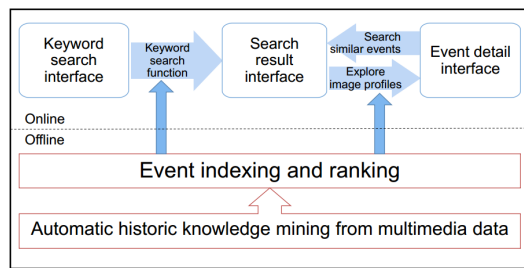 Keyword
search
interface
Keyword
search
function
Search
result
interface
Search
similar events
Explore
image profiles
Event detail
interface
Online
Offline
Event indexing and ranking
Automatic historic knowledge mining from multimedia data